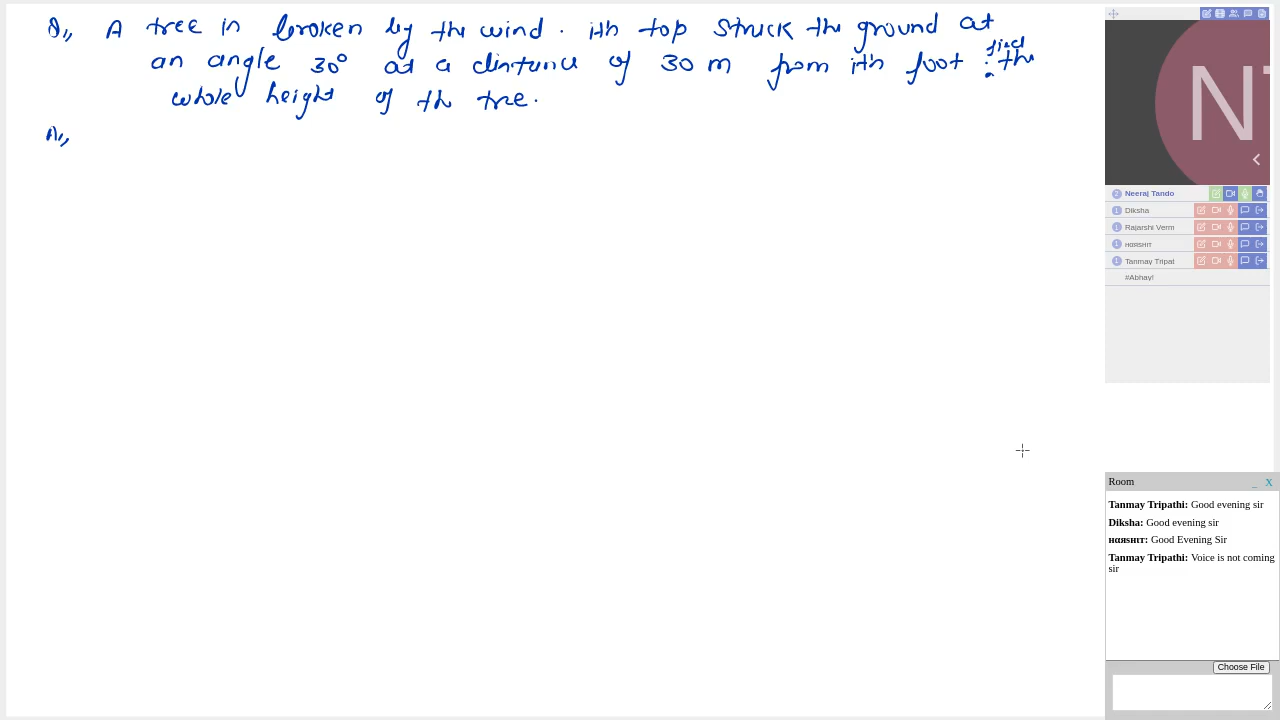 Q,, A tree is broken by the wind. its top struck the ground at
an angle 30° at a distance of 30 m from its foot. find the
whole height of the tree.
A,,
NT
Neeraj Tando
Diksha
Rajarshi Verm
нαяsнιт
Tanmay Tripat
#Abhay!
Room _ X
Tanmay Tripathi: Good evening sir
Diksha: Good evening sir
нαяsнιт: Good Evening Sir
Tanmay Tripathi: Voice is not coming
sir
Choose File